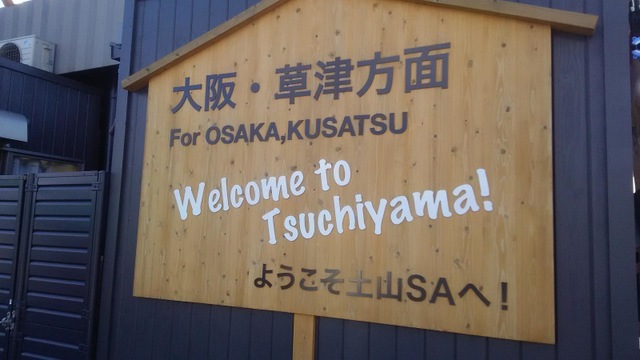 大阪・草津方面
For OSAKA,KUSATSU
Welcome to
Tsuchiyama!
ようこそ土山SAへ!